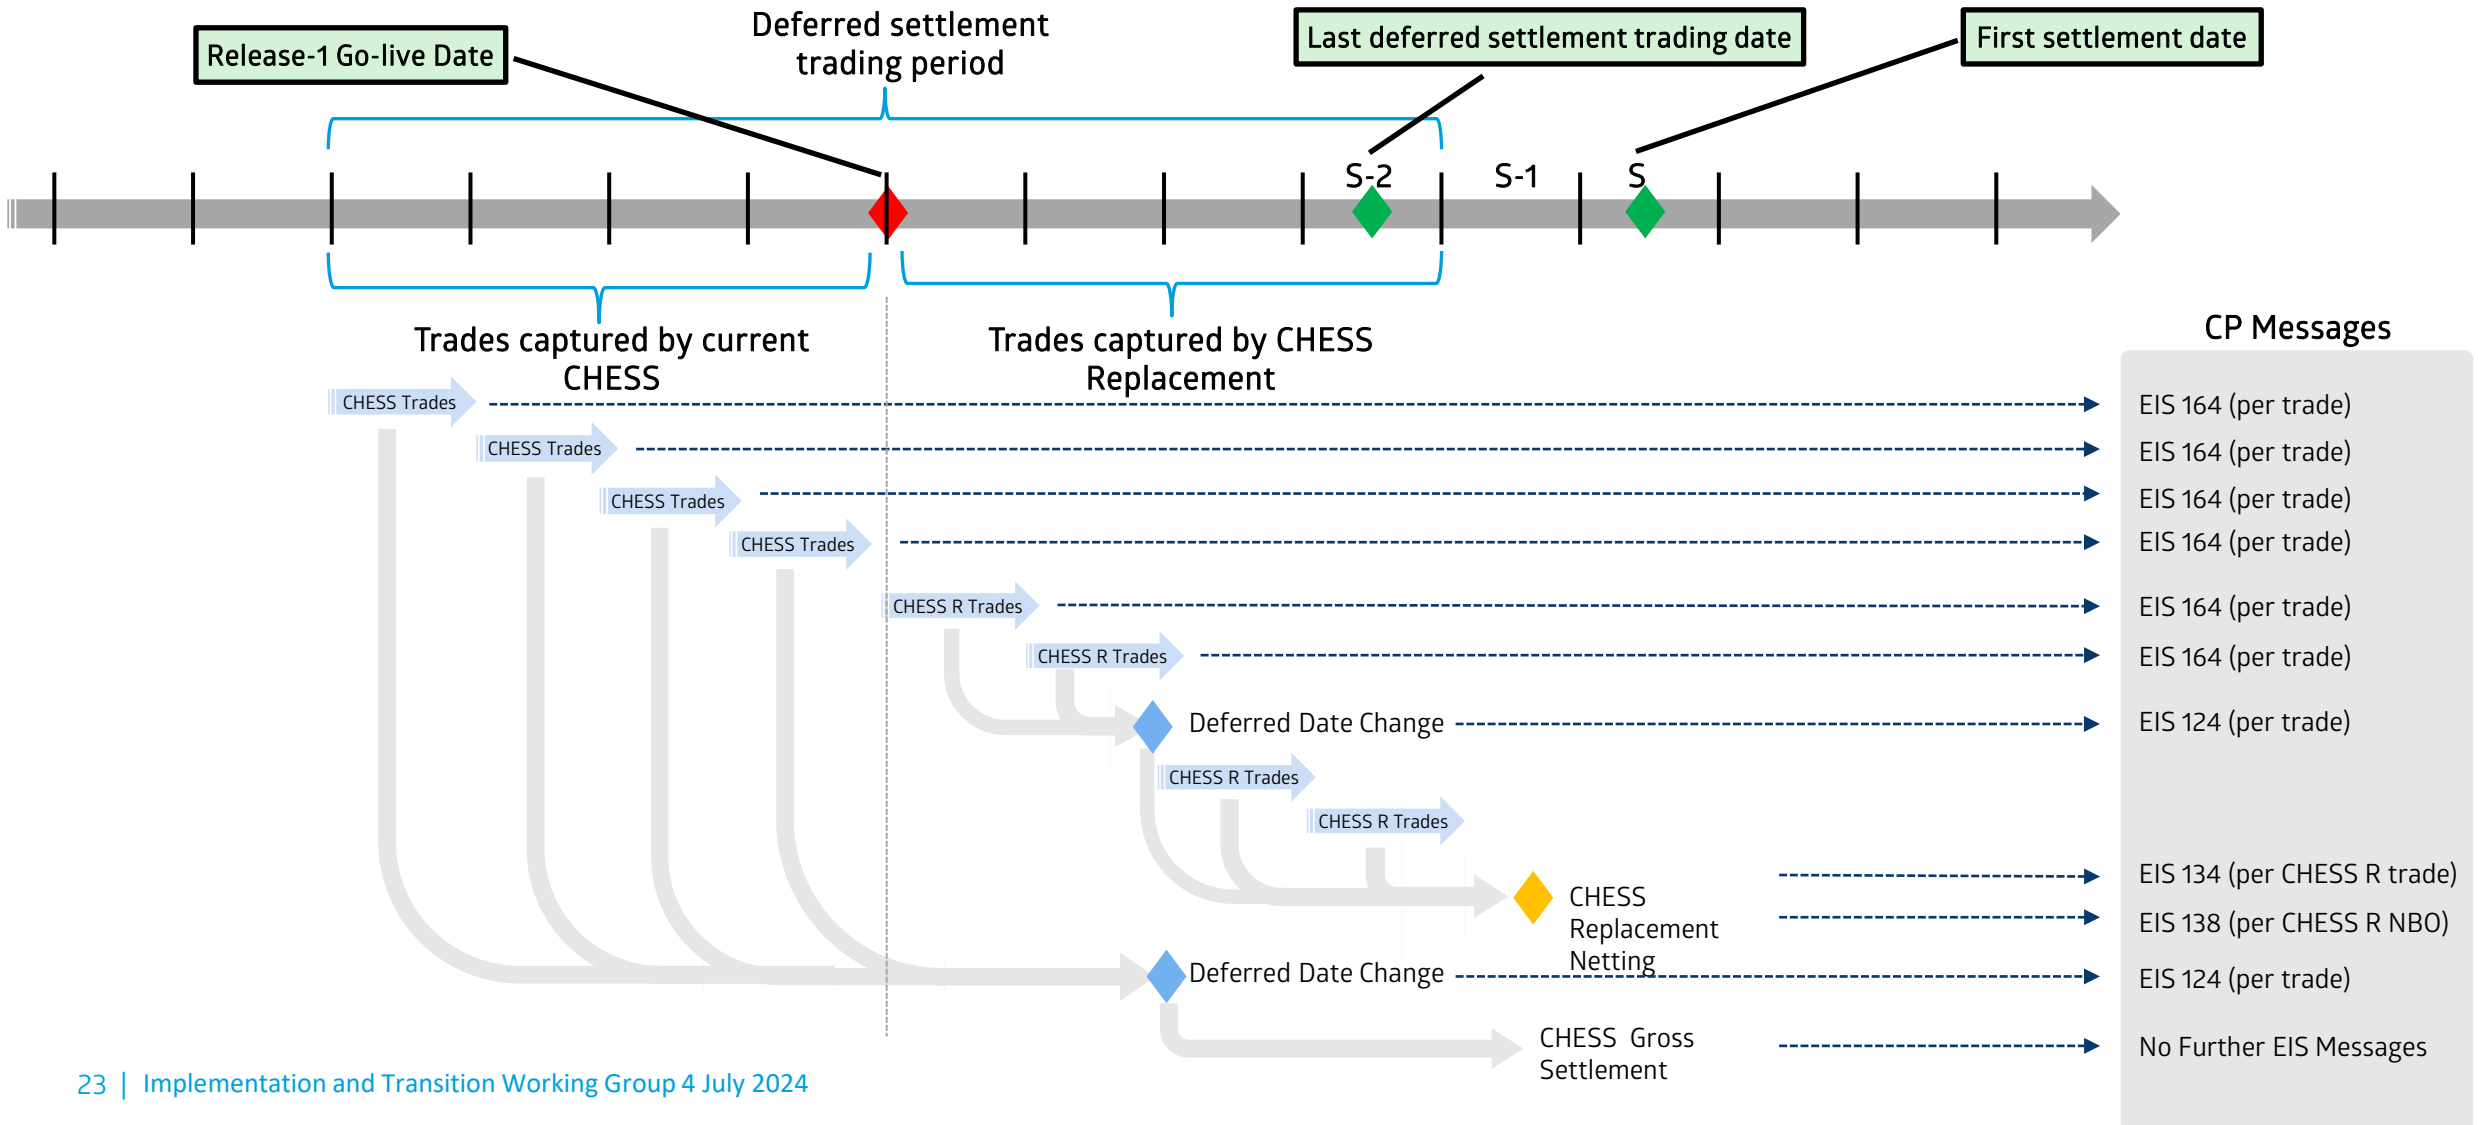 Deferred settlement
trading period
Release-1 Go-live Date
Last deferred settlement trading date
First settlement date
S-2
S-1
S
Trades captured by current
CHESS
Trades captured by CHESS
Replacement
CP Messages
CHESS Trades
EIS 164 (per trade)
CHESS Trades
EIS 164 (per trade)
CHESS Trades
EIS 164 (per trade)
CHESS Trades
EIS 164 (per trade)
CHESS R Trades
EIS 164 (per trade)
CHESS R Trades
EIS 164 (per trade)
Deferred Date Change
EIS 124 (per trade)
CHESS R Trades
CHESS R Trades
CHESS
Replacement
Netting
EIS 134 (per CHESS R trade)
EIS 138 (per CHESS R NBO)
Deferred Date Change
EIS 124 (per trade)
CHESS Gross
Settlement
No Further EIS Messages
23 | Implementation and Transition Working Group 4 July 2024